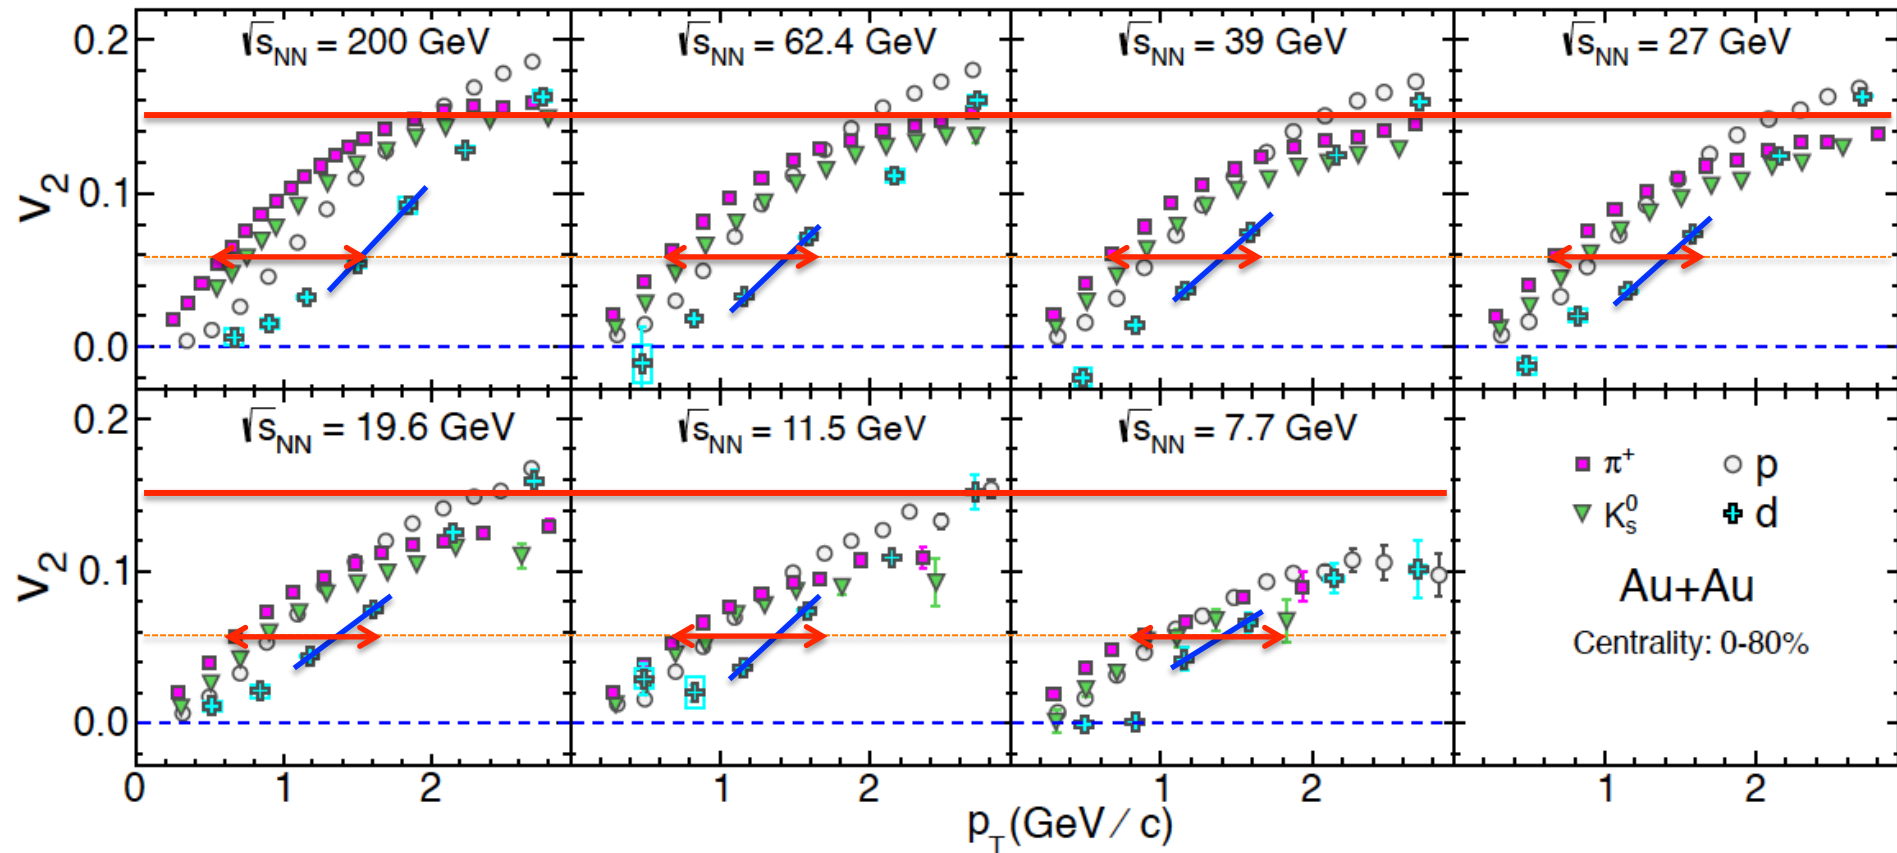 √sNN = 200 GeV
√sNN = 62.4 GeV
√sNN = 39 GeV
√sNN = 27 GeV
0.2
0.1
0.0
v2
√sNN = 19.6 GeV
√sNN = 11.5 GeV
√sNN = 7.7 GeV
0.2
0.1
0.0
v2
π+
p
K0s
d
Au+Au
Centrality: 0-80%
0 1 2 1 2 1 2 1 2
pT (GeV / c)